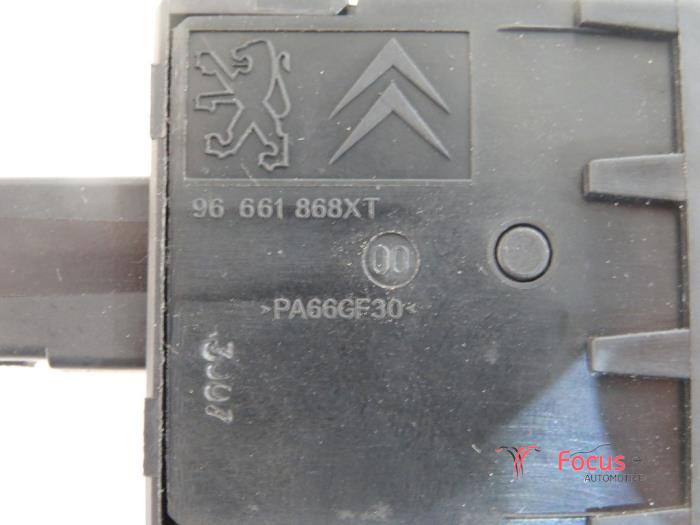 96 661 868XT
00
>PA66GF30<
Focus
AUTOMOTIVE